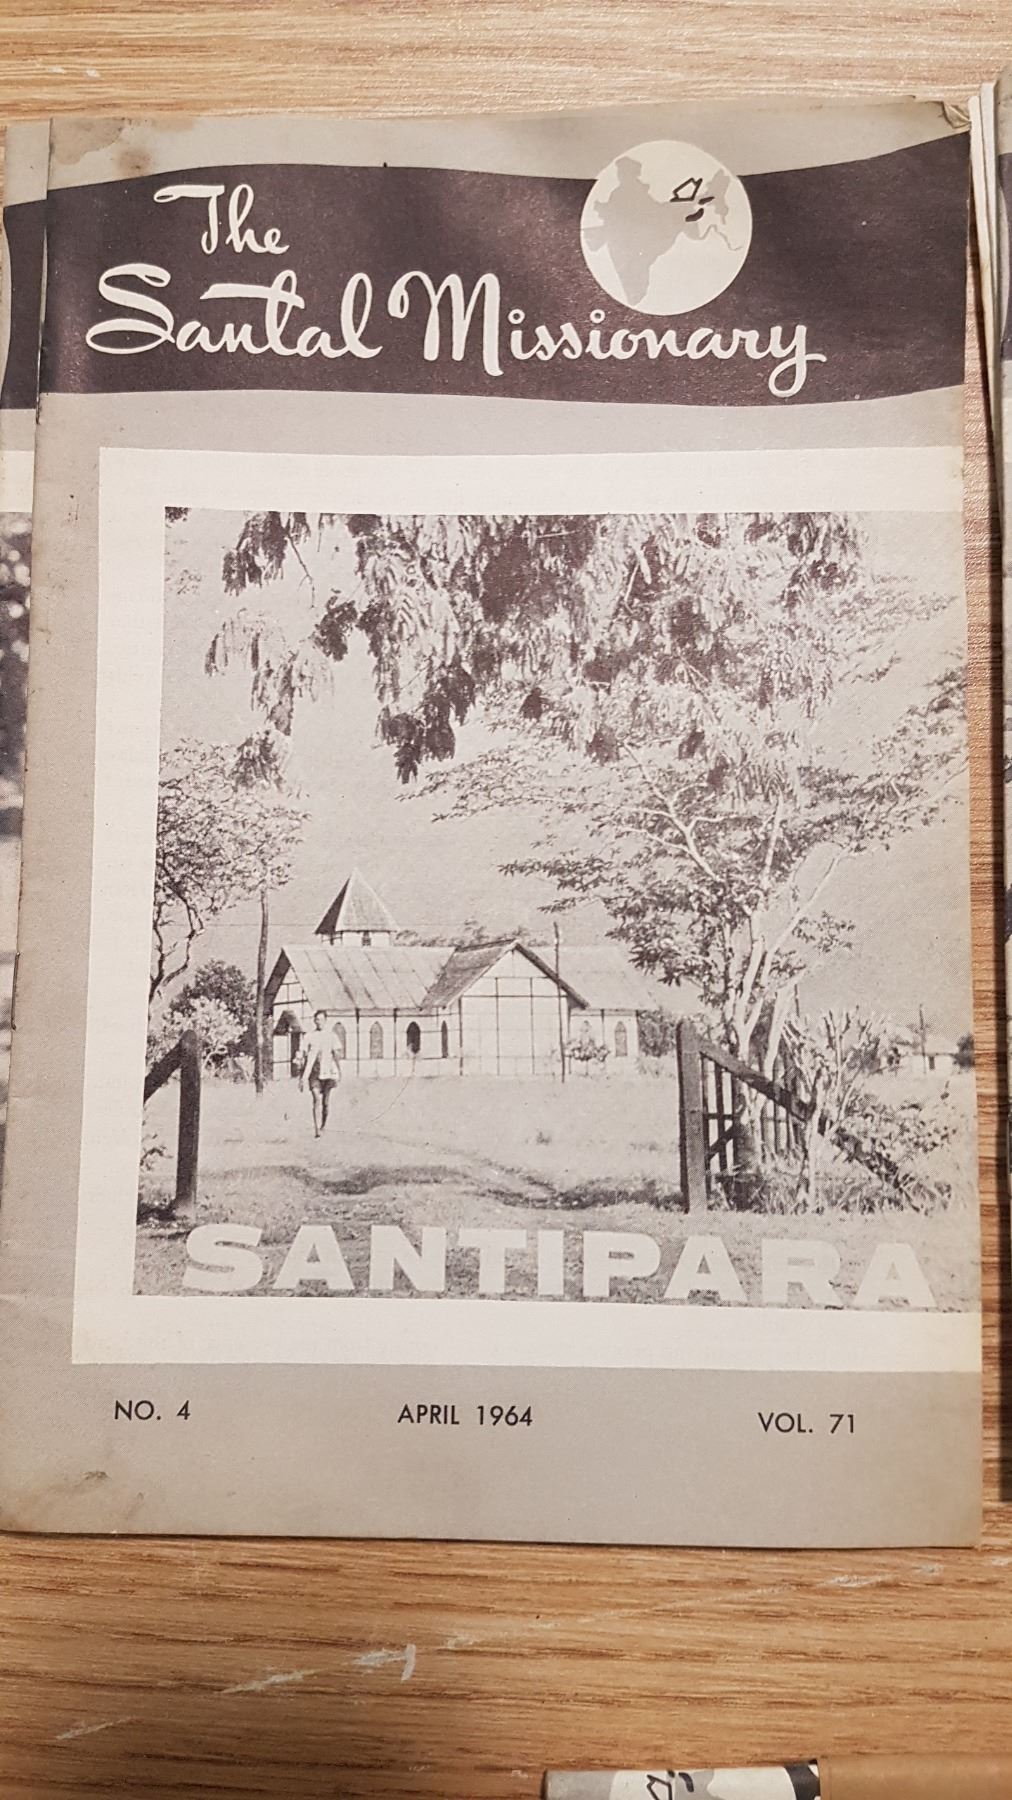 The
Santal Missionary
SANTIPARA
NO. 4 APRIL 1964 VOL. 71